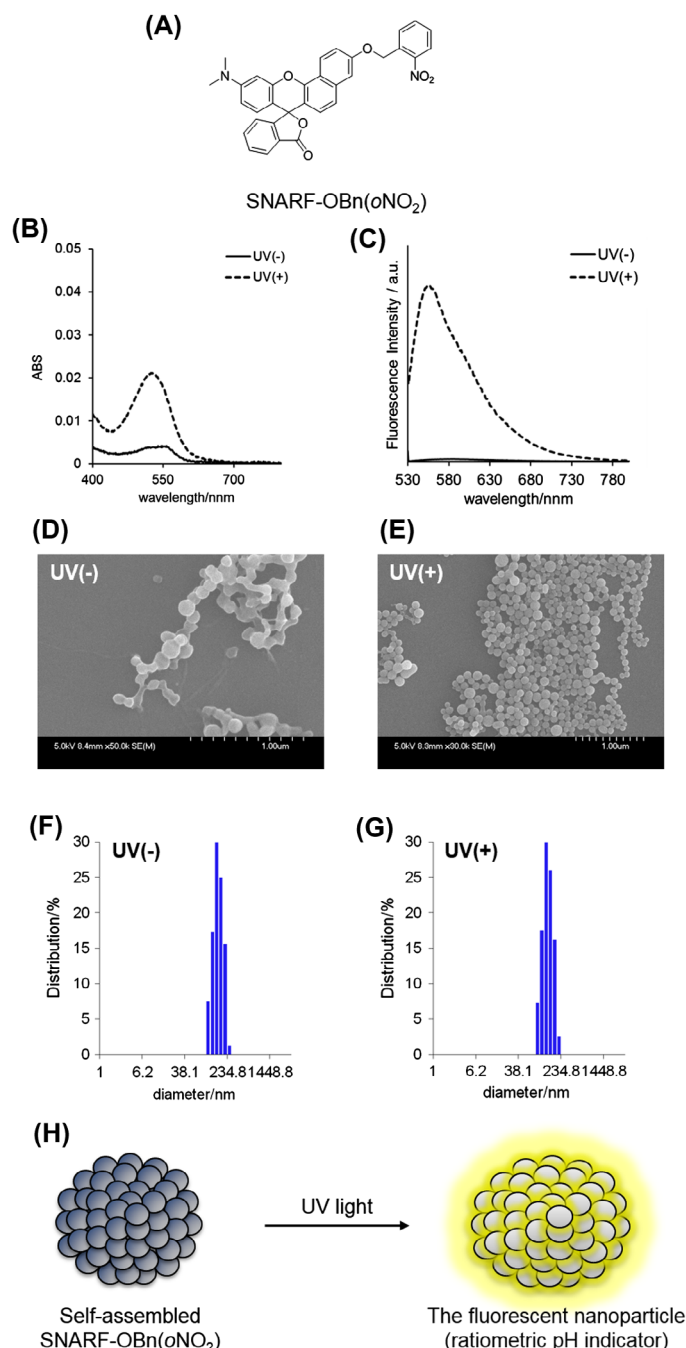 (A)
O
N
O
NO2
O
O
SNARF-OBn(oNO2)
(B)
0.05
0.04
0.03
0.02
0.01
0
ABS
UV(-)
UV(+)
400 550 700
wavelength/nnm
(C)
Fluorescence Intensity / a.u.
UV(-)
UV(+)
530 580 630 680 730 780
wavelength/nnm
(D)
UV(-)
5.0kV 8.4mm x50.0k SE(M) 1.00um
(E)
UV(+)
5.0kV 8.3mm x30.0k SE(M) 1.00um
(F)
UV(-)
30
25
20
15
10
5
0
Distribution/%
1 6.2 38.1 234.8 1448.8
diameter/nm
(G)
UV(+)
30
25
20
15
10
5
0
Distribution/%
1 6.2 38.1 234.8 1448.8
diameter/nm
(H)
UV light
Self-assembled
SNARF-OBn(oNO2)
The fluorescent nanoparticle
(ratiometric pH indicator)